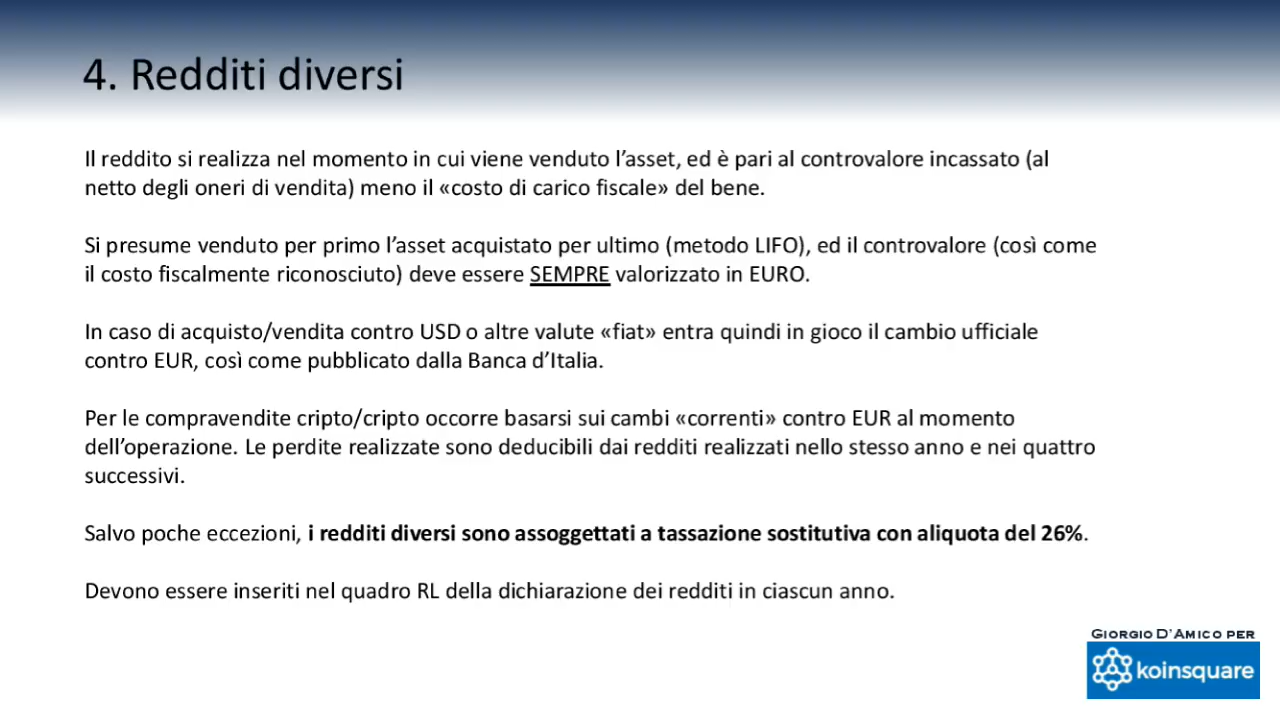 4. Redditi diversi
Il reddito si realizza nel momento in cui viene venduto l’asset, ed è pari al controvalore incassato (al
netto degli oneri di vendita) meno il «costo di carico fiscale» del bene.
Si presume venduto per primo l’asset acquistato per ultimo (metodo LIFO), ed il controvalore (così come
il costo fiscalmente riconosciuto) deve essere SEMPRE valorizzato in EURO.
In caso di acquisto/vendita contro USD o altre valute «fiat» entra quindi in gioco il cambio ufficiale
contro EUR, così come pubblicato dalla Banca d’Italia.
Per le compravendite cripto/cripto occorre basarsi sui cambi «correnti» contro EUR al momento
dell’operazione. Le perdite realizzate sono deducibili dai redditi realizzati nello stesso anno e nei quattro
successivi.
Salvo poche eccezioni, i redditi diversi sono assoggettati a tassazione sostitutiva con aliquota del 26%.
Devono essere inseriti nel quadro RL della dichiarazione dei redditi in ciascun anno.
Giorgio D’Amico per
koinsquare